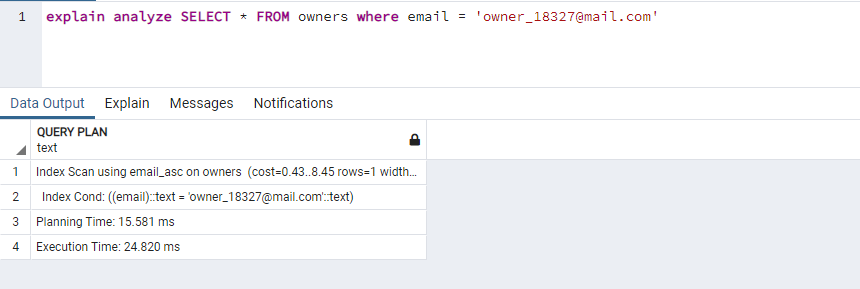 1 explain analyze SELECT * FROM owners where email = 'owner_18327@mail.com'
Data Output Explain Messages Notifications
QUERY PLAN
text
1 Index Scan using email_asc on owners (cost=0.43..8.45 rows=1 width...
2 Index Cond: ((email)::text = 'owner_18327@mail.com'::text)
3 Planning Time: 15.581 ms
4 Execution Time: 24.820 ms